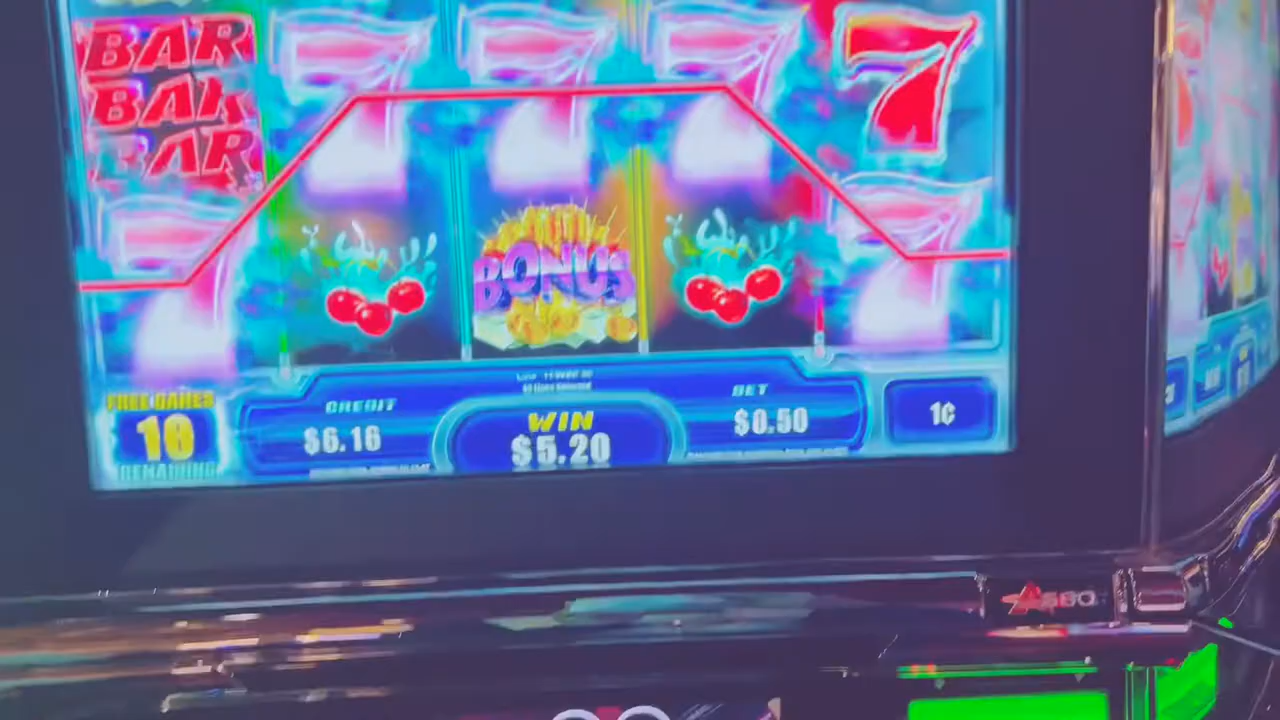 BAR
BAR
BAR
7
BONUS
FREE GAMES
10
REMAINING
CREDIT
$6.16
WIN
$5.20
BET
$0.50
1¢
A560